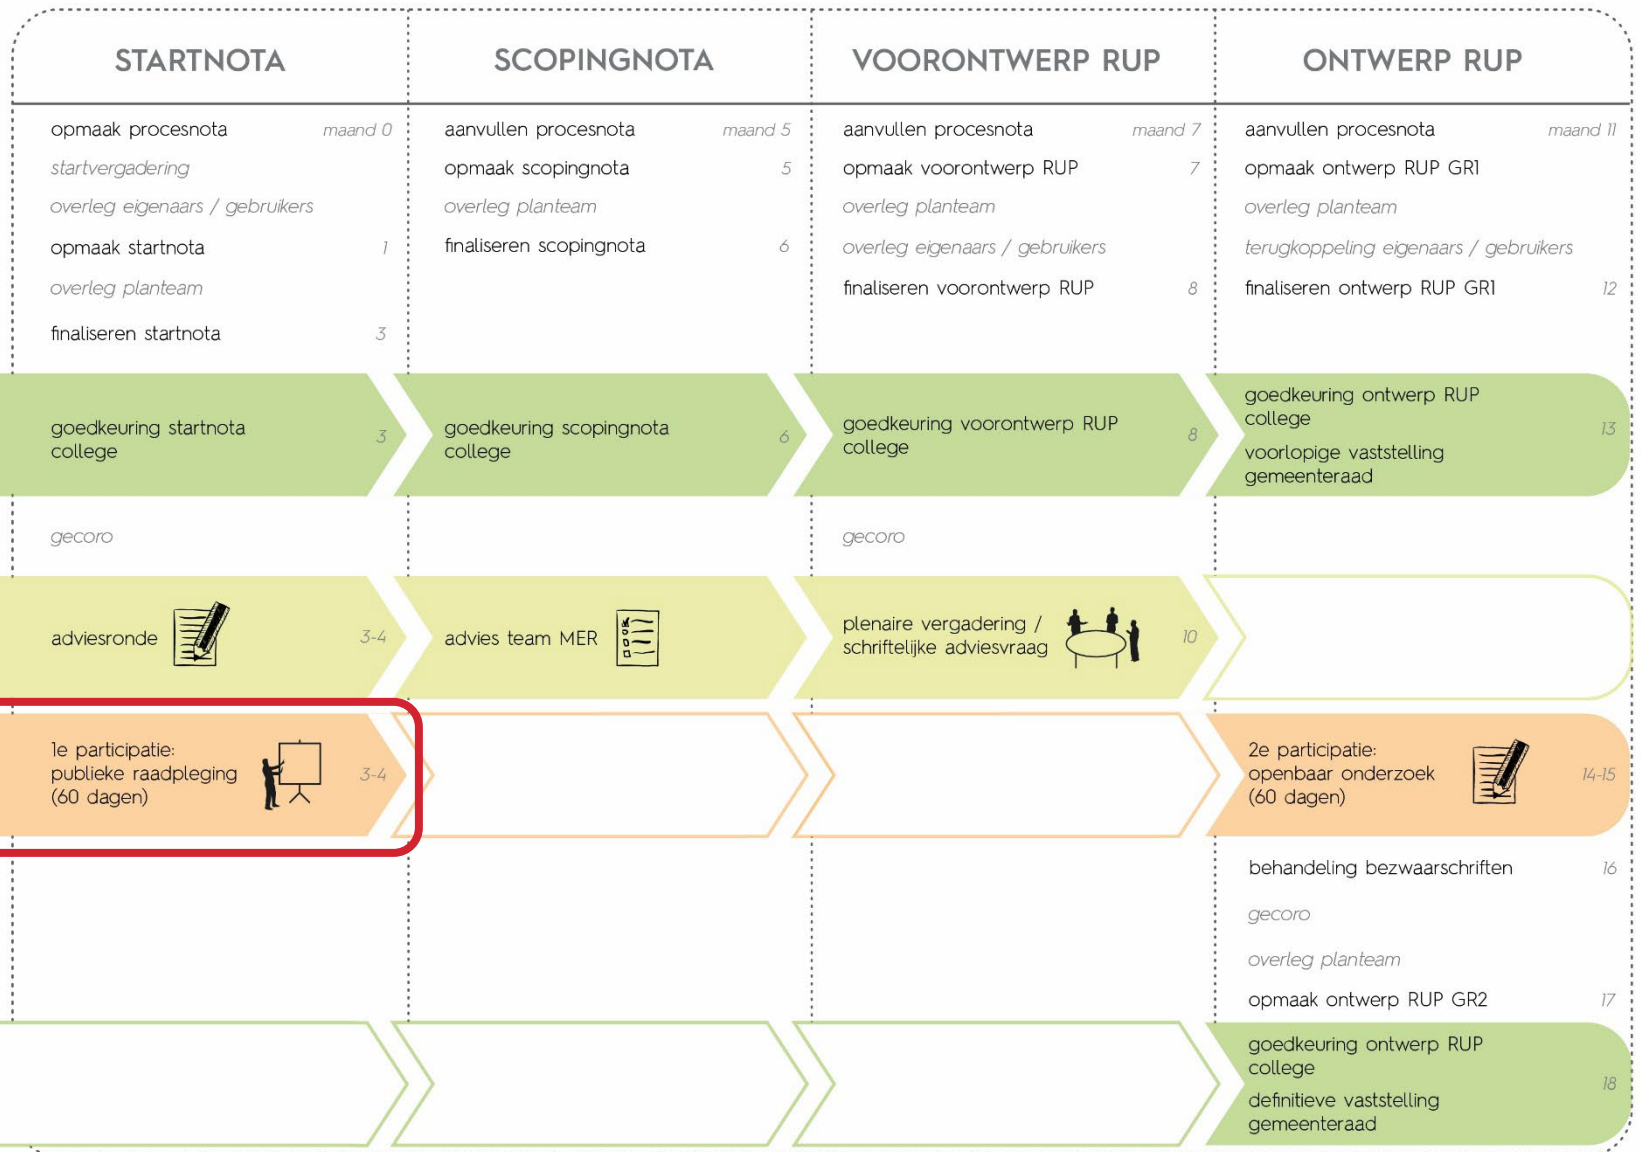 STARTNOTA
opmaak procesnota maand 0
startvergadering
overleg eigenaars / gebruikers
opmaak startnota 1
overleg planteam
finaliseren startnota 3
goedkeuring startnota
college
3
gecoro
adviesronde 3-4
1e participatie:
publieke raadpleging
(60 dagen)
3-4
SCOPINGNOTA
aanvullen procesnota maand 5
opmaak scopingnota 5
overleg planteam
finaliseren scopingnota 6
goedkeuring scopingnota
college
6
advies team MER
VOORONTWERP RUP
aanvullen procesnota maand 7
opmaak voorontwerp RUP 7
overleg planteam
overleg eigenaars / gebruikers
finaliseren voorontwerp RUP 8
goedkeuring voorontwerp RUP
college
8
gecoro
plenaire vergadering /
schriftelijke adviesvraag
10
ONTWERP RUP
aanvullen procesnota maand 11
opmaak ontwerp RUP GR1
overleg planteam
terugkoppeling eigenaars / gebruikers
finaliseren ontwerp RUP GR1 12
goedkeuring ontwerp RUP
college
voorlopige vaststelling
gemeenteraad
13
2e participatie:
openbaar onderzoek
(60 dagen)
14-15
behandeling bezwaarschriften 16
gecoro
overleg planteam
opmaak ontwerp RUP GR2 17
goedkeuring ontwerp RUP
college
definitieve vaststelling
gemeenteraad
18